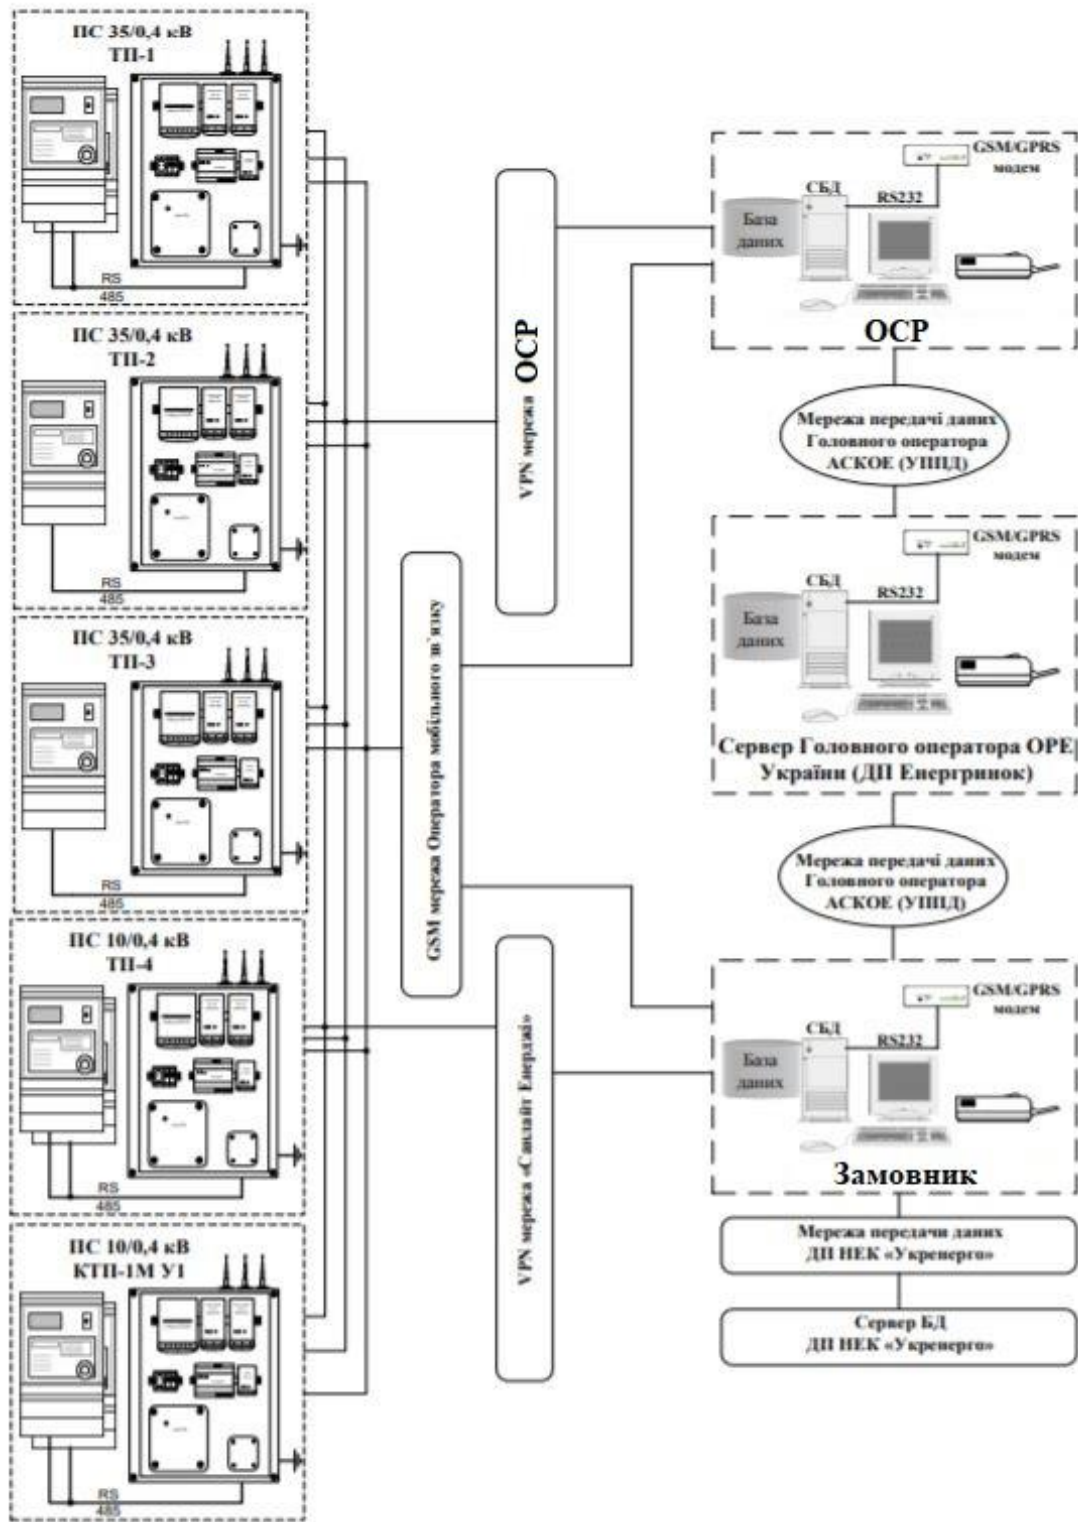 ПС 35/0,4 кВ
ТП-1
RS
485
ПС 35/0,4 кВ
ТП-2
RS
485
ПС 35/0,4 кВ
ТП-3
RS
485
ПС 10/0,4 кВ
ТП-4
RS
485
ПС 10/0,4 кВ
КТП-1М У1
RS
485
GSM мережа Оператора мобільного зв`язку
VPN мережа ОСР
VPN мережа «Санлайт Енерджі»
GSM/GPRS
модем
СБД
RS232
База
даних
ОСР
Мережа передачі даних
Головного оператора
АСКОЕ (УППД)
GSM/GPRS
модем
СБД
RS232
База
даних
Сервер Головного оператора ОРЕ
України (ДП Енергринок)
Мережа передачі даних
Головного оператора
АСКОЕ (УППД)
GSM/GPRS
модем
СБД
RS232
База
даних
Замовник
Мережа передачи даних
ДП НЕК «Укренерго»
Сервер БД
ДП НЕК «Укренерго»